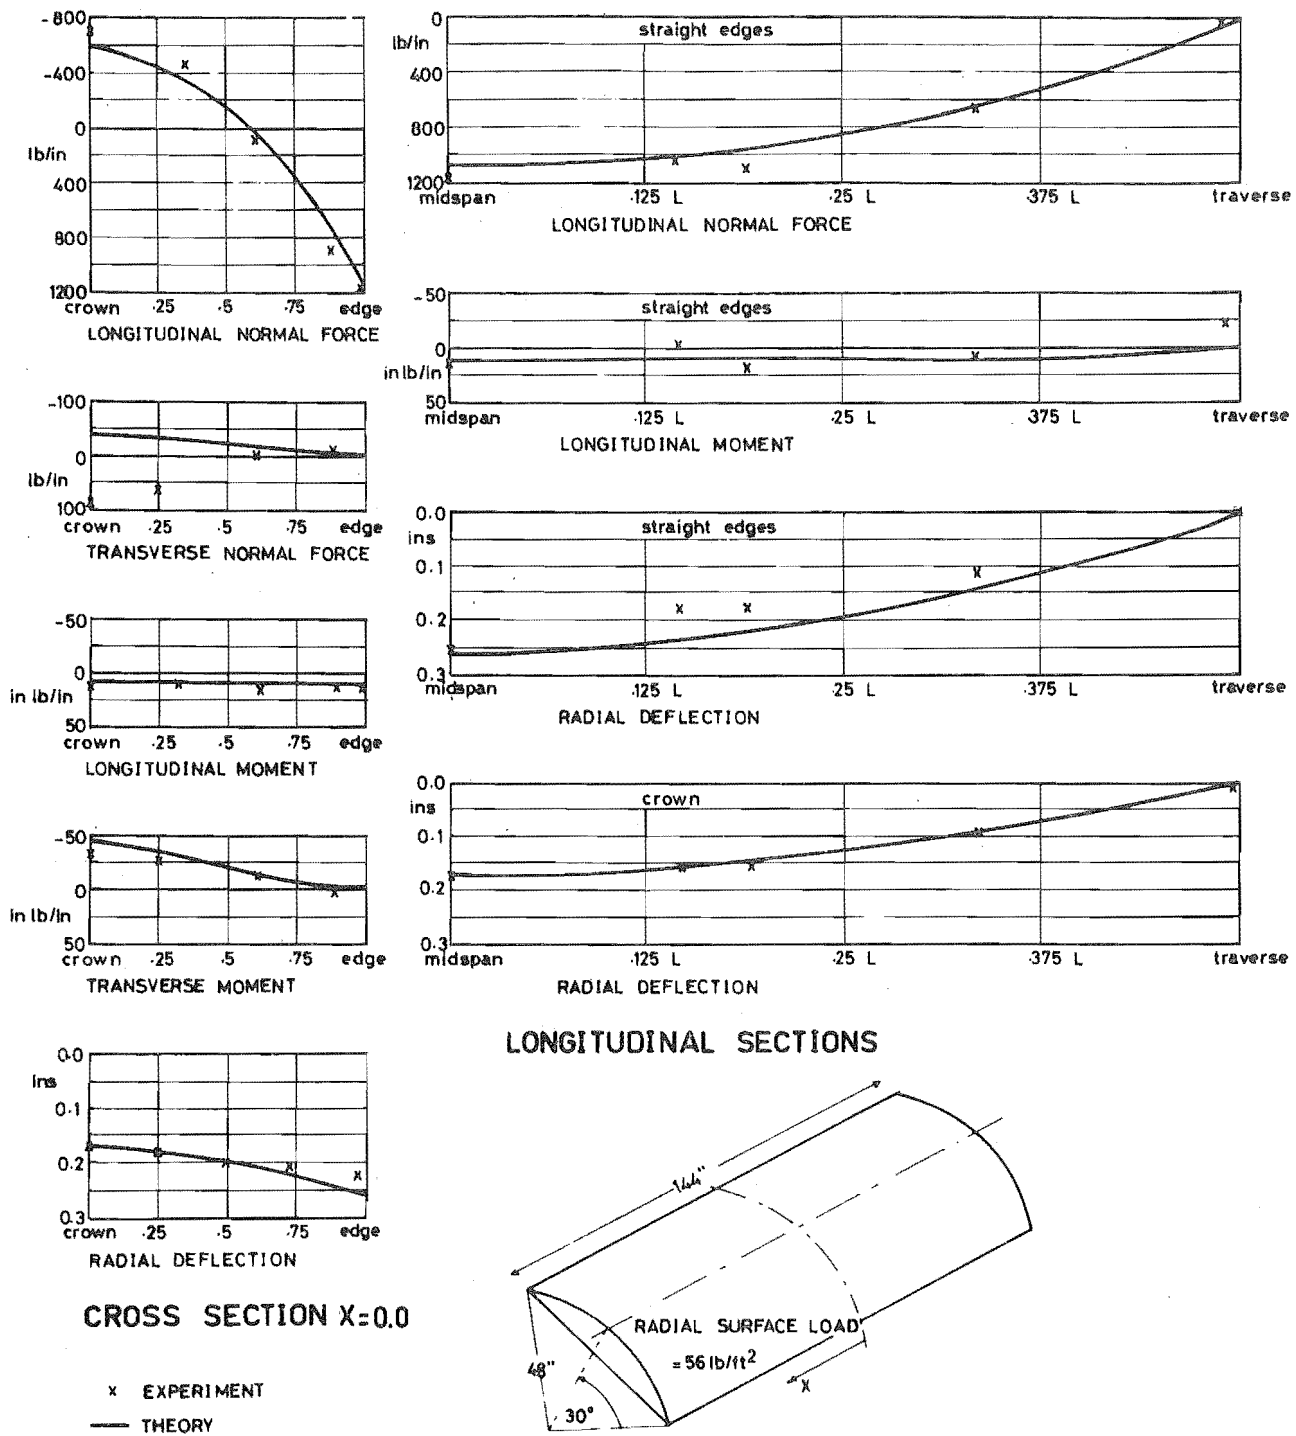 -800
-400
0
lb/in
400
800
1200
crown .25 .5 .75 edge
LONGITUDINAL NORMAL FORCE
-100
0
lb/in
100
crown .25 .5 .75 edge
TRANSVERSE NORMAL FORCE
-50
0
in lb/in
50
crown .25 .5 .75 edge
LONGITUDINAL MOMENT
-50
0
in lb/in
50
crown .25 .5 .75 edge
TRANSVERSE MOMENT
0.0
ins
0.1
0.2
0.3
crown .25 .5 .75 edge
RADIAL DEFLECTION
CROSS SECTION X=0.0
x EXPERIMENT
THEORY
0
lb/in
straight edges
400
800
1200
midspan .125 L .25 L .375 L traverse
LONGITUDINAL NORMAL FORCE
-50
straight edges
0
in lb/in
50
midspan .125 L .25 L .375 L traverse
LONGITUDINAL MOMENT
0.0
ins
straight edges
0.1
0.2
0.3
midspan .125 L .25 L .375 L traverse
RADIAL DEFLECTION
0.0
ins
crown
0.1
0.2
0.3
midspan .125 L .25 L .375 L traverse
RADIAL DEFLECTION
LONGITUDINAL SECTIONS
144"
RADIAL SURFACE LOAD
= 56 lb/ft²
48"
X
30°